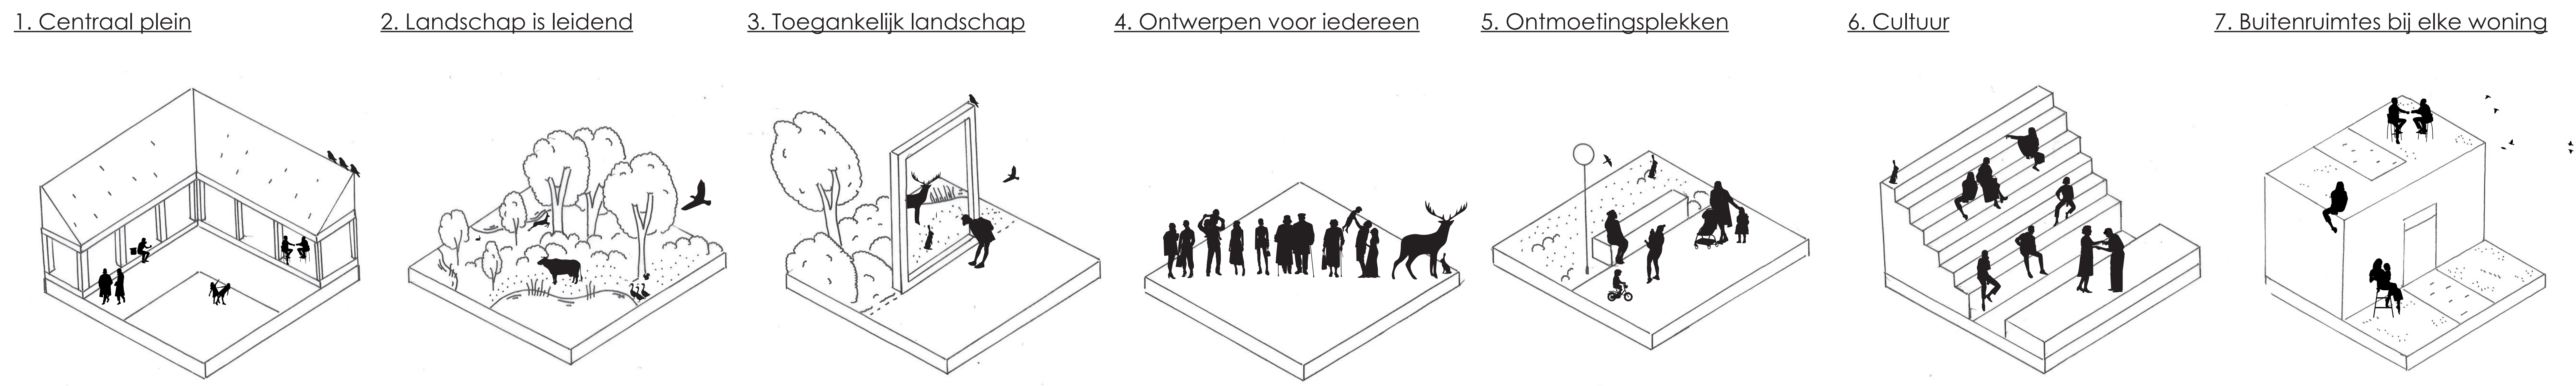 1. Centraal plein
2. Landschap is leidend
3. Toegankelijk landschap
4. Ontwerpen voor iedereen
5. Ontmoetingsplekken
6. Cultuur
7. Buitenruimtes bij elke woning